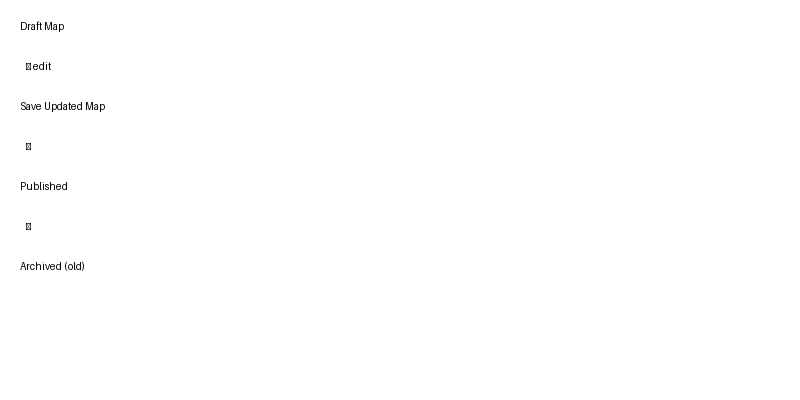 Draft Map
edit
Save Updated Map
Published
Archived (old)